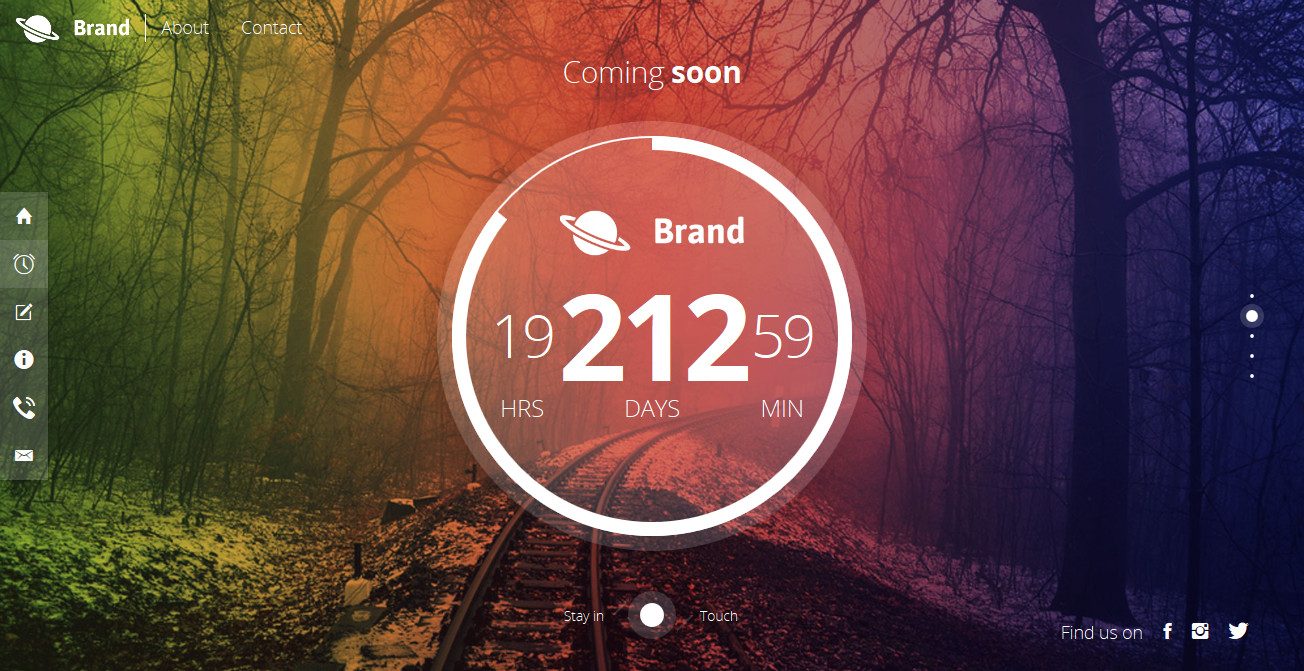 Brand
About
Contact
Coming soon
Brand
19 212 59
HRS DAYS MIN
Stay in
Touch
Find us on